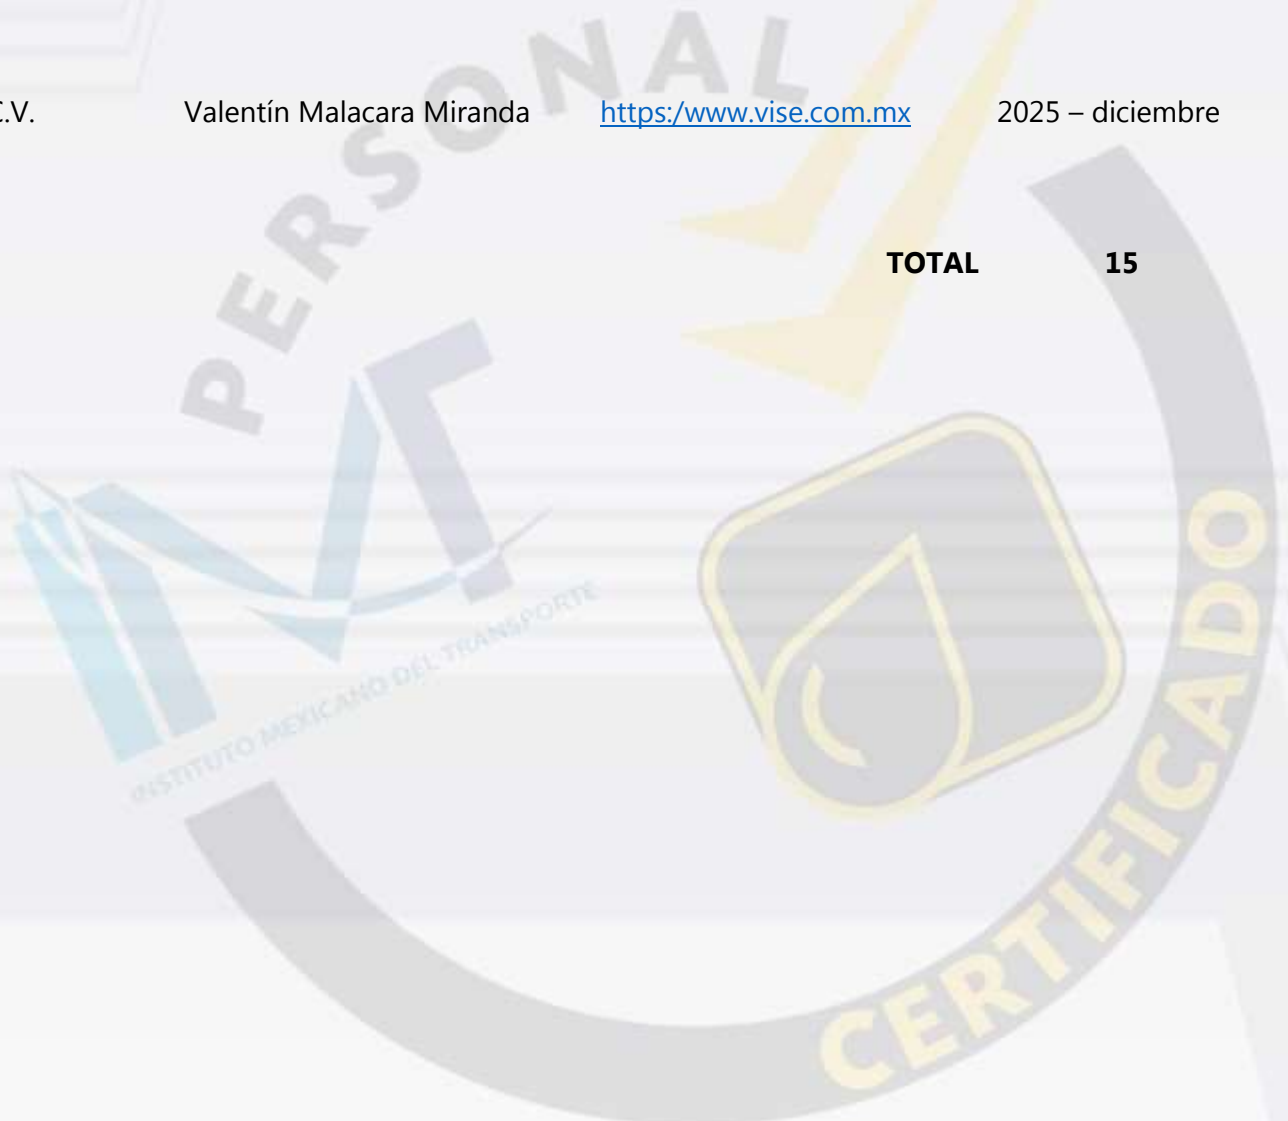 C.V. Valentín Malacara Miranda https:/www.vise.com.mx 2025 – diciembre
TOTAL 15
PERSONAL
INSTITUTO MEXICANO DEL TRANSPORTE
CERTIFICADO